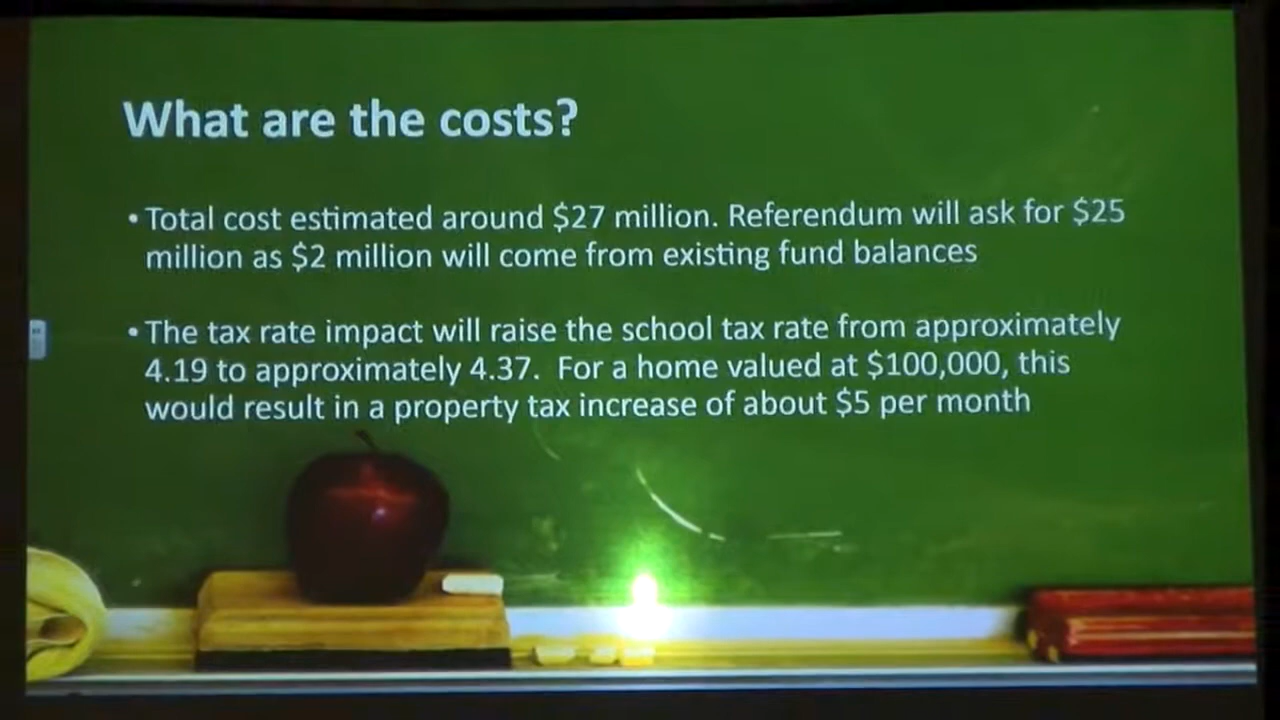 What are the costs?
• Total cost estimated around $27 million. Referendum will ask for $25
million as $2 million will come from existing fund balances
• The tax rate impact will raise the school tax rate from approximately
4.19 to approximately 4.37. For a home valued at $100,000, this
would result in a property tax increase of about $5 per month